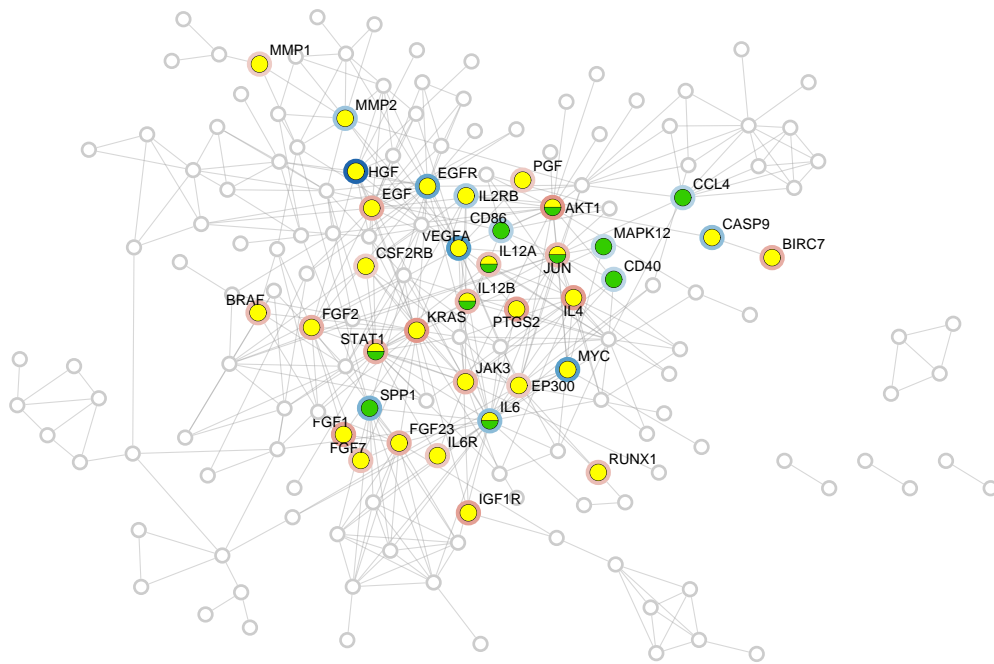 MMP1
MMP2
HGF
EGFR
PGF
EGF
IL2RB
AKT1
CCL4
CD86
VEGFA
MAPK12
CASP9
CSF2RB
IL12A
JUN
CD40
BIRC7
BRAF
FGF2
IL12B
PTGS2
IL4
KRAS
STAT1
MYC
JAK3
EP300
SPP1
IL6
FGF1
FGF23
FGF7
IL6R
RUNX1
IGF1R